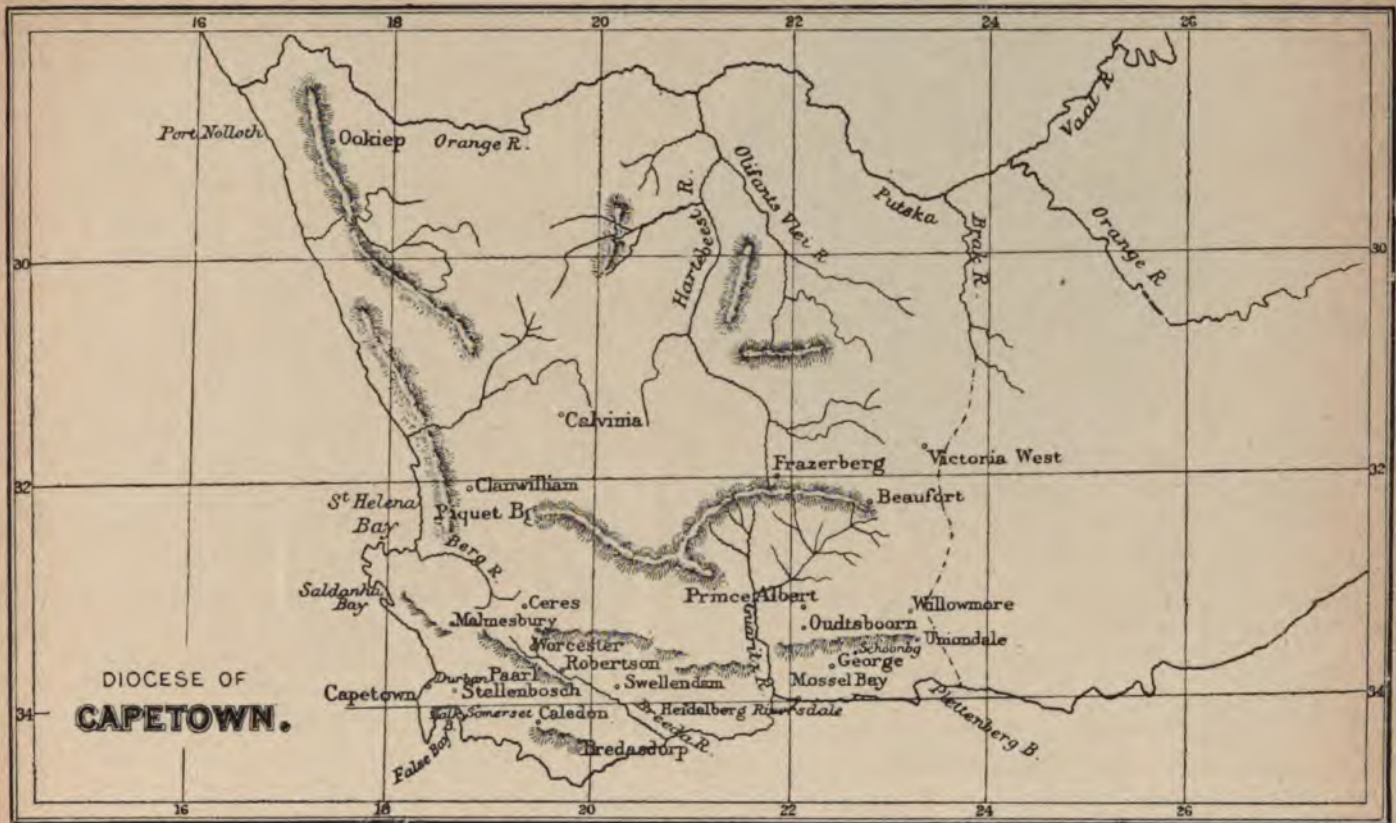 16 18 20 22 24 26
Port Nolloth
Ookiep
Orange R.
Vaal R
Olifants Vlei R
Putska
Hartebeest R.
Brak R.
Orange R
30 30
Calvinia
Victoria West
Frazerberg
32 32
Clanwilliam
Beaufort
St Helena
Bay
Piquet Bg
Berg R.
Saldanha
Bay
Prince Albert
Ceres
Willowmore
Malmesbury
Oudtsboorn
Uniondale
Worcester
Schoonbg
Robertson
George
DIOCESE OF
CAPETOWN.
Durban
Paarl
Swellendam
Mossel Bay
Capetown
Stellenbosch
34 34
Somerset
Caledon
Heidelberg
Riversdale
Plettenberg B.
False Bay
Breede R.
Bredasdorp
16 18 20 22 24 26